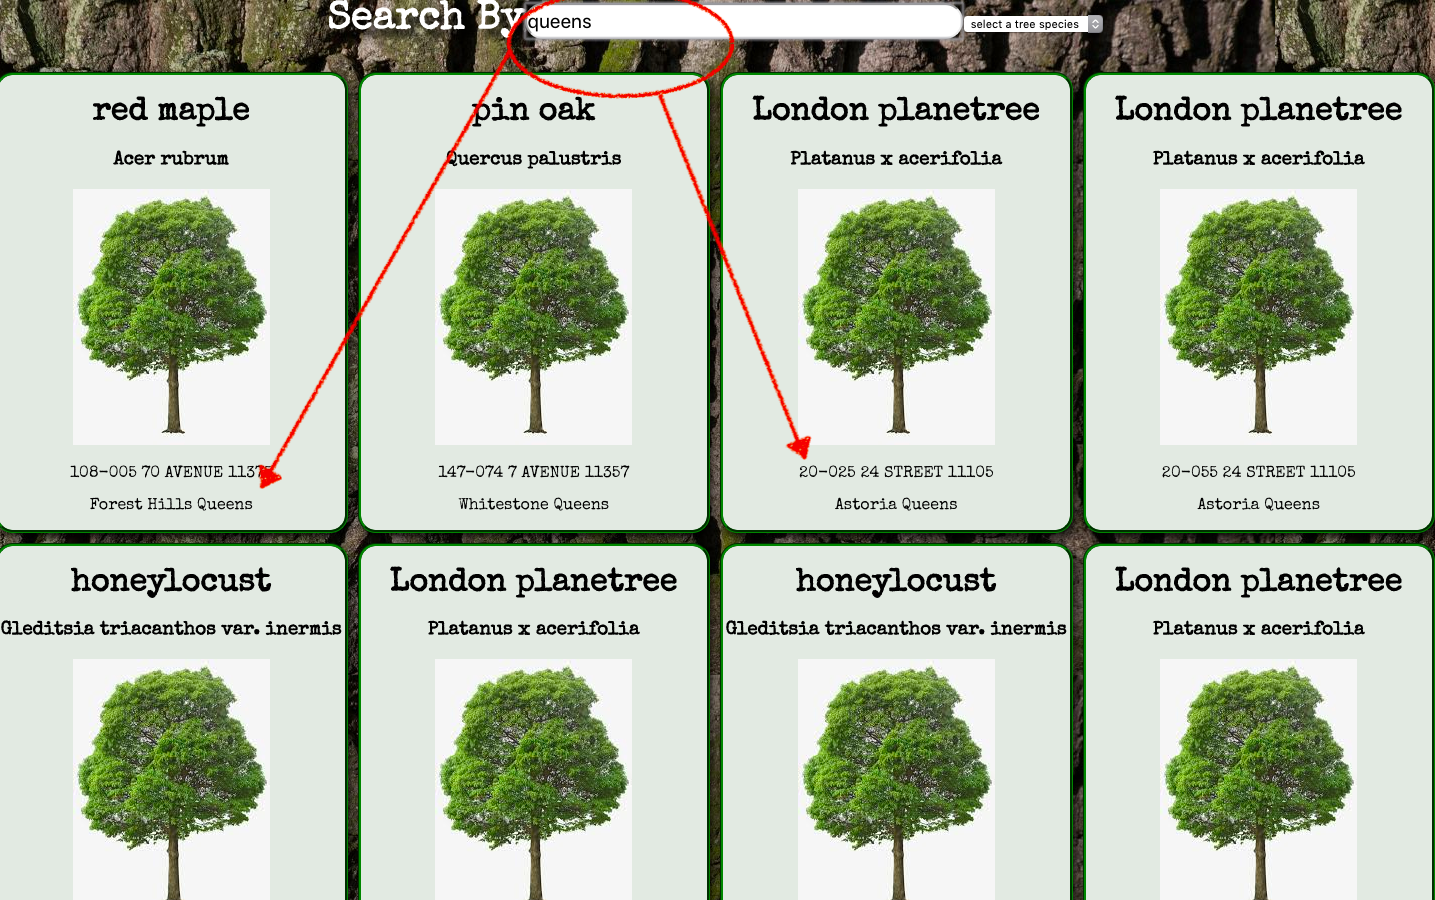 Search By
queens
select a tree species
red maple
Acer rubrum
108-005 70 AVENUE
Forest Hills Queens
pin oak
Quercus palustris
147-074 7 AVENUE 11357
Whitestone Queens
London planetree
Platanus x acerifolia
20-025 24 STREET 11105
Astoria Queens
London planetree
Platanus x acerifolia
20-055 24 STREET 11105
Astoria Queens
honeylocust
Gleditsia triacanthos var. inermis
London planetree
Platanus x acerifolia
honeylocust
Gleditsia triacanthos var. inermis
London planetree
Platanus x acerifolia